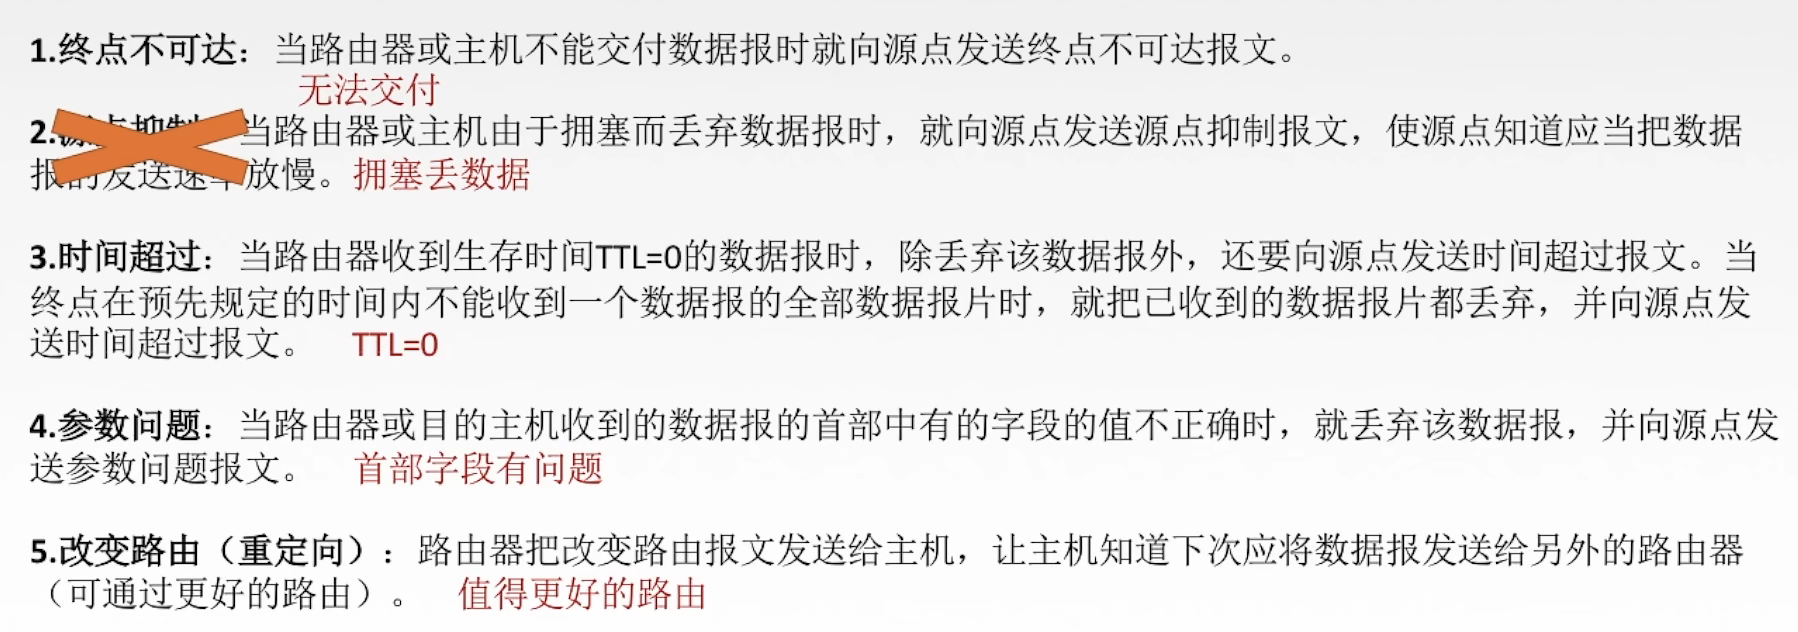 1.终点不可达：当路由器或主机不能交付数据报时就向源点发送终点不可达报文。
无法交付
2.当路由器或主机由于拥塞而丢弃数据报时，就向源点发送源点抑制报文，使源点知道应当把数据
报的发送速率放慢。拥塞丢数据
3.时间超过：当路由器收到生存时间TTL=0的数据报时，除丢弃该数据报外，还要向源点发送时间超过报文。当
终点在预先规定的时间内不能收到一个数据报的全部数据报片时，就把已收到的数据报片都丢弃，并向源点发
送时间超过报文。 TTL=0
4.参数问题：当路由器或目的主机收到的数据报的首部中有的字段的值不正确时，就丢弃该数据报，并向源点发
送参数问题报文。 首部字段有问题
5.改变路由（重定向）：路由器把改变路由报文发送给主机，让主机知道下次应将数据报发送给另外的路由器
（可通过更好的路由）。 值得更好的路由